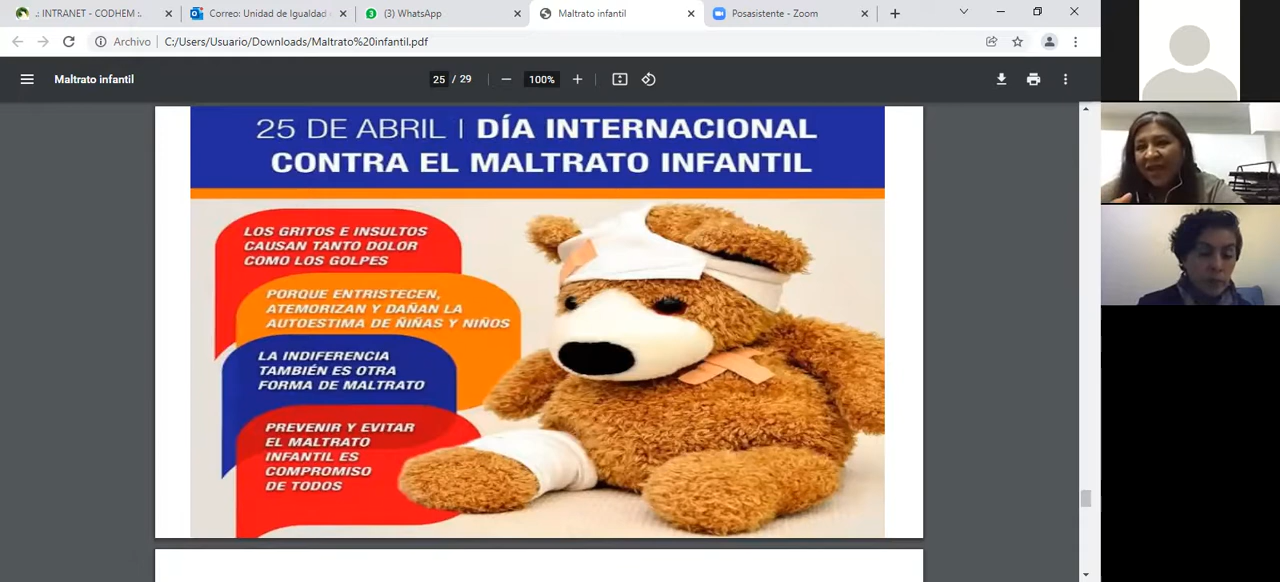 .: INTRANET - CODHEM :.
Correo: Unidad de Igualdad
(3) WhatsApp
Maltrato infantil
Posasistente - Zoom
Archivo
C:/Users/Usuario/Downloads/Maltrato%20infantil.pdf
Maltrato infantil
25 / 29
100%
25 DE ABRIL | DÍA INTERNACIONAL
CONTRA EL MALTRATO INFANTIL
LOS GRITOS E INSULTOS
CAUSAN TANTO DOLOR
COMO LOS GOLPES
PORQUE ENTRISTECEN,
ATEMORIZAN Y DAÑAN LA
AUTOESTIMA DE ÑIÑAS Y NIÑOS
LA INDIFERENCIA
TAMBIÉN ES OTRA
FORMA DE MALTRATO
PREVENIR Y EVITAR
EL MALTRATO
INFANTIL ES
COMPROMISO
DE TODOS